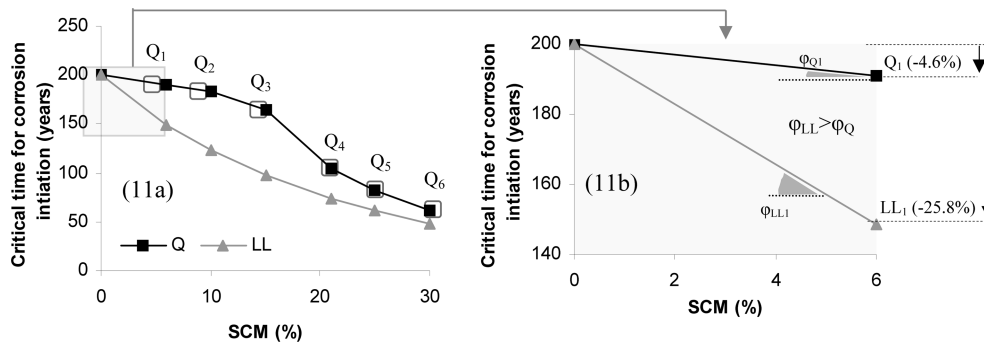 Critical time for corrosion
intiation (years)
250
200
150
100
50
0
Q1
Q2
Q3
Q4
Q5
Q6
(11a)
Q LL
0 10 21 30
SCM (%)
Critical time for corrosion
intiation (years)
200
180
160
140
φQ1
Q1 (-4.6%)
φLL>φQ
(11b)
φLL1
LL1 (-25.8%)
0 2 4 6
SCM (%)